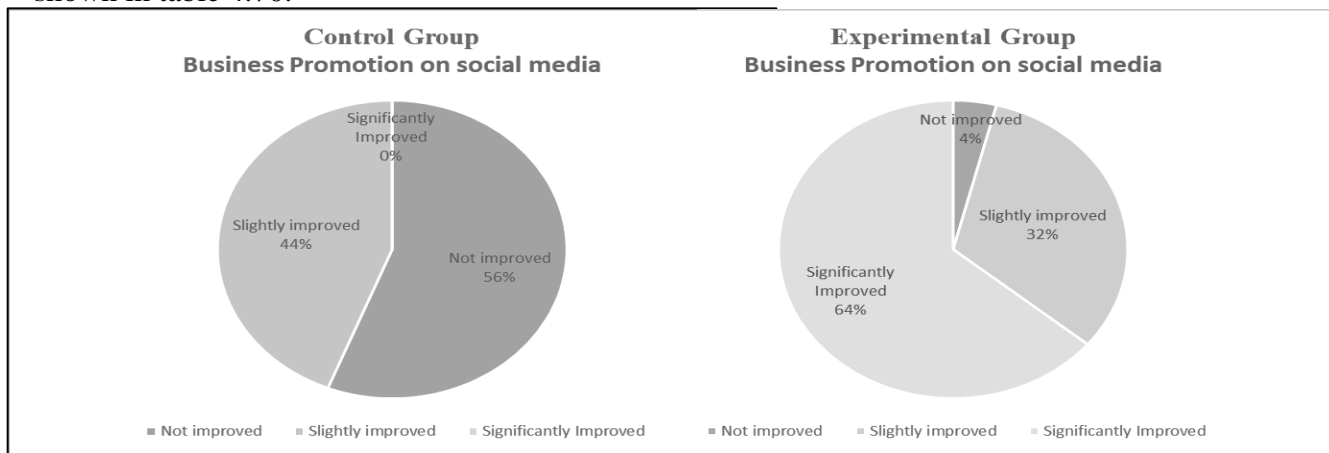 Control Group
Business Promotion on social media
Significantly
Improved
0%
Slightly improved
44%
Not improved
56%
Not improved Slightly improved Significantly Improved
Experimental Group
Business Promotion on social media
Not improved
4%
Slightly improved
32%
Significantly
Improved
64%
Not improved Slightly improved Significantly Improved